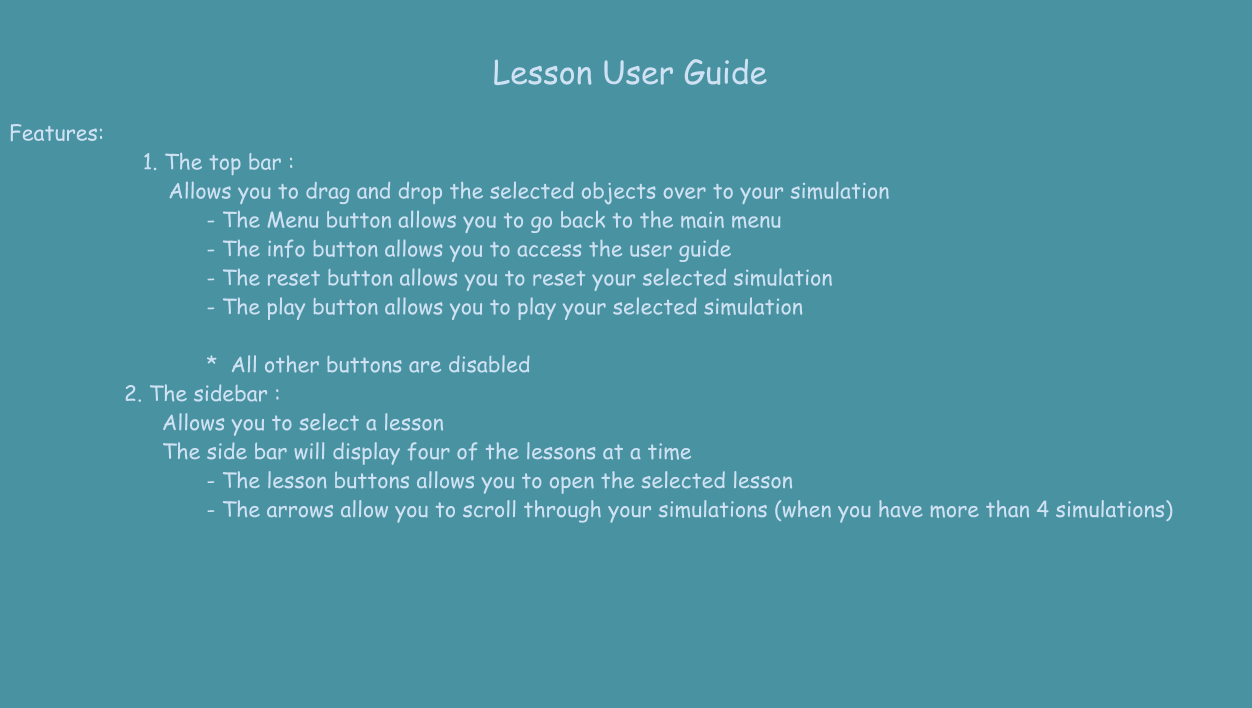 Lesson User Guide
Features:
1. The top bar :
Allows you to drag and drop the selected objects over to your simulation
- The Menu button allows you to go back to the main menu
- The info button allows you to access the user guide
- The reset button allows you to reset your selected simulation
- The play button allows you to play your selected simulation
* All other buttons are disabled
2. The sidebar :
Allows you to select a lesson
The side bar will display four of the lessons at a time
- The lesson buttons allows you to open the selected lesson
- The arrows allow you to scroll through your simulations (when you have more than 4 simulations)